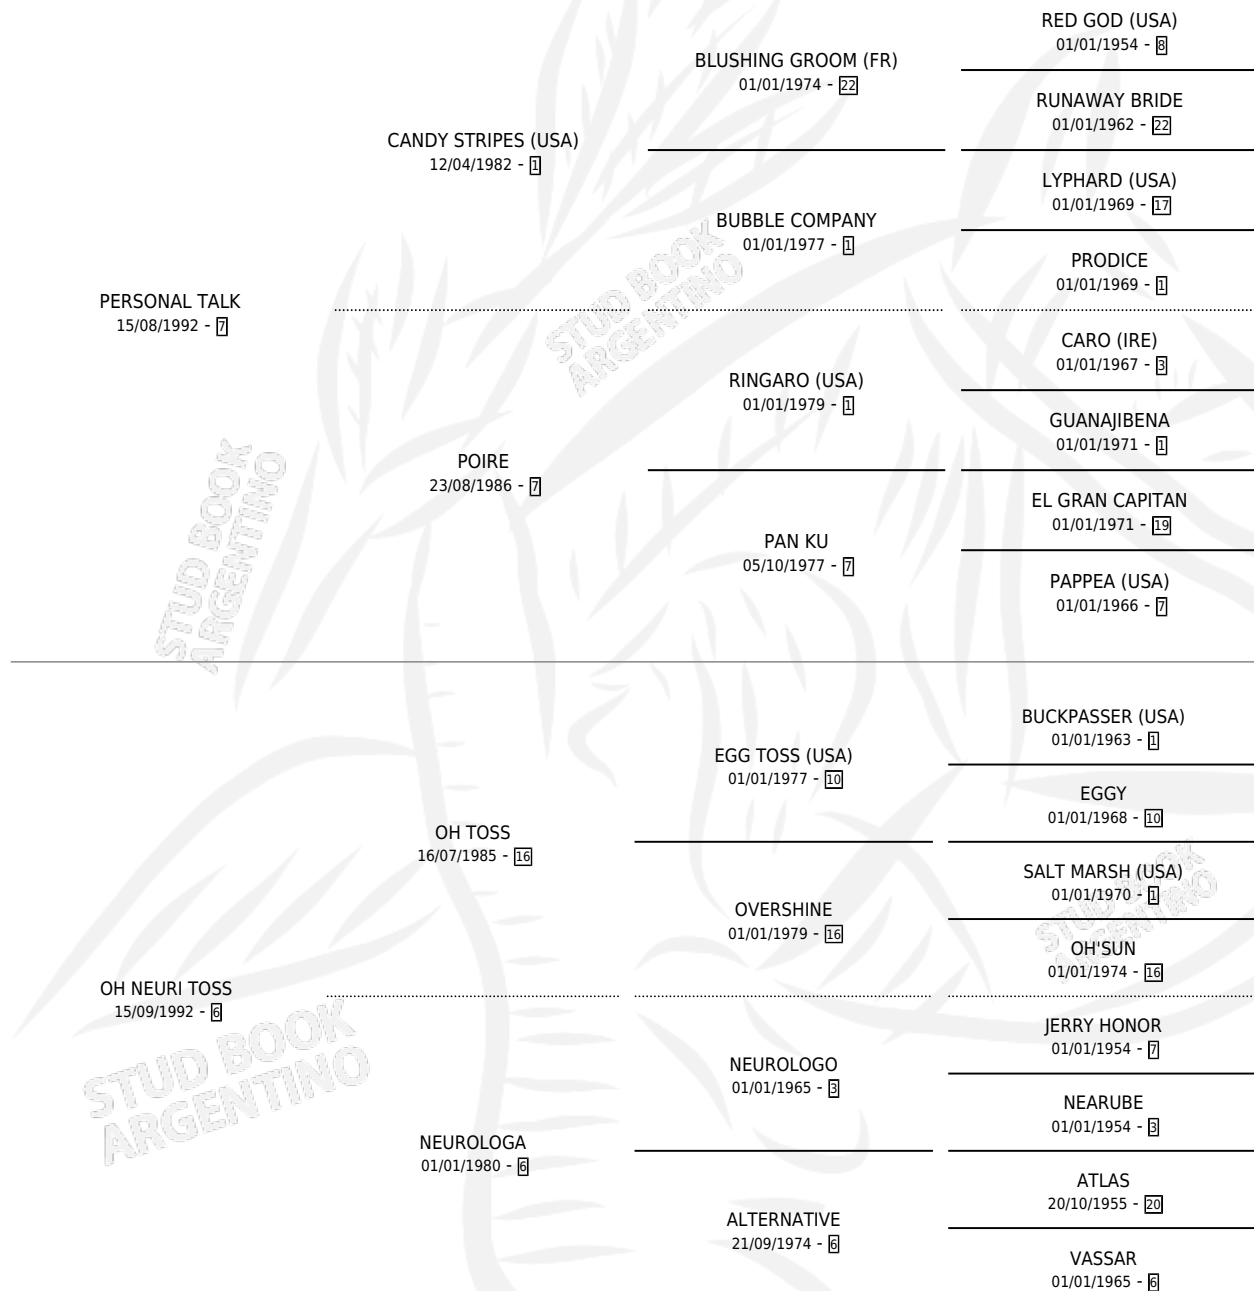 PERSONAL TALK
15/08/1992 - 7
CANDY STRIPES (USA)
12/04/1982 - 1
BLUSHING GROOM (FR)
01/01/1974 - 22
RED GOD (USA)
01/01/1954 - 8
RUNAWAY BRIDE
01/01/1962 - 22
BUBBLE COMPANY
01/01/1977 - 1
LYPHARD (USA)
01/01/1969 - 17
PRODICE
01/01/1969 - 1
POIRE
23/08/1986 - 7
RINGARO (USA)
01/01/1979 - 1
CARO (IRE)
01/01/1967 - 3
GUANAJIBENA
01/01/1971 - 1
PAN KU
05/10/1977 - 7
EL GRAN CAPITAN
01/01/1971 - 19
PAPPEA (USA)
01/01/1966 - 7
OH NEURI TOSS
15/09/1992 - 6
OH TOSS
16/07/1985 - 16
EGG TOSS (USA)
01/01/1977 - 10
BUCKPASSER (USA)
01/01/1963 - 1
EGGY
01/01/1968 - 10
OVERSHINE
01/01/1979 - 16
SALT MARSH (USA)
01/01/1970 - 1
OH'SUN
01/01/1974 - 16
NEUROLOGA
01/01/1980 - 6
NEUROLOGO
01/01/1965 - 3
JERRY HONOR
01/01/1954 - 7
NEARUBE
01/01/1954 - 3
ALTERNATIVE
21/09/1974 - 6
ATLAS
20/10/1955 - 20
VASSAR
01/01/1965 - 6
STUD BOOK
ARGENTINO
STUD BOOK
ARGENTINO
STUD BOOK
ARGENTINO
STUD BOOK
ARGENTINO